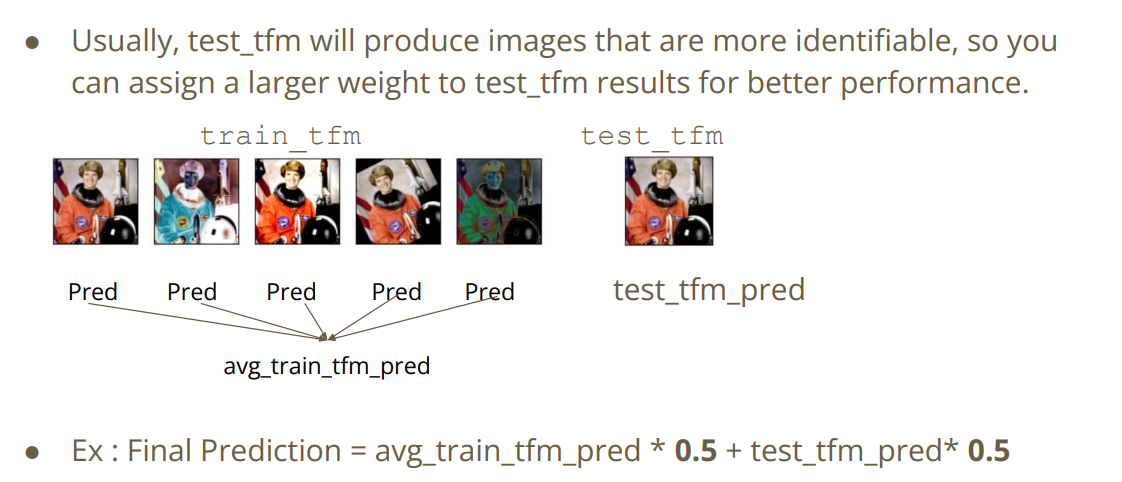 ● Usually, test_tfm will produce images that are more identifiable, so you
can assign a larger weight to test_tfm results for better performance.
train_tfm test_tfm
Pred Pred Pred Pred Pred test_tfm_pred
avg_train_tfm_pred
● Ex : Final Prediction = avg_train_tfm_pred * 0.5 + test_tfm_pred* 0.5